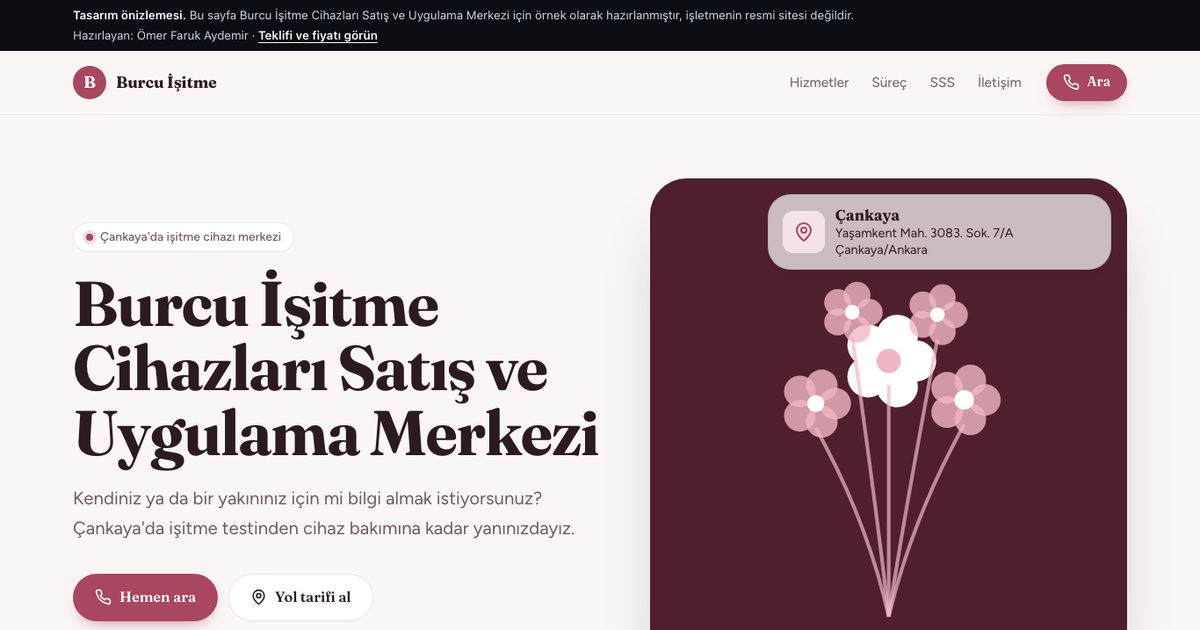 Tasarım önizlemesi. Bu sayfa Burcu İşitme Cihazları Satış ve Uygulama Merkezi için örnek olarak hazırlanmıştır, işletmenin resmi sitesi değildir.
Hazırlayan: Ömer Faruk Aydemir · Teklifi ve fiyatı görün
B Burcu İşitme
Hizmetler Süreç SSS İletişim Ara
Çankaya'da işitme cihazı merkezi
Burcu İşitme
Cihazları Satış ve
Uygulama Merkezi
Kendiniz ya da bir yakınınız için mi bilgi almak istiyorsunuz?
Çankaya'da işitme testinden cihaz bakımına kadar yanınızdayız.
Hemen ara Yol tarifi al
Çankaya
Yaşamkent Mah. 3083. Sok. 7/A
Çankaya/Ankara